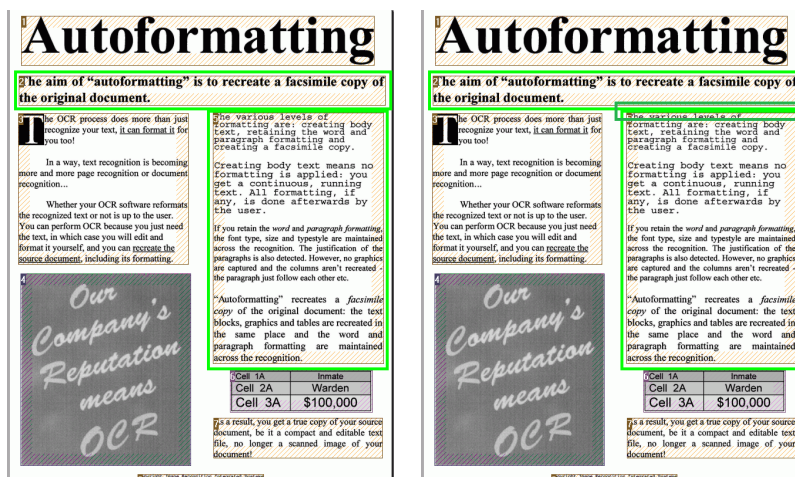 Autoformatting
The aim of “autoformatting” is to recreate a facsimile copy of
the original document.
The OCR process does more than just
recognize your text, it can format it for
you too!
In a way, text recognition is becoming
more and more page recognition or document
recognition...
Whether your OCR software reformats
the recognized text or not is up to the user.
You can perform OCR because you just need
the text, in which case you will edit and
format it yourself, and you can recreate the
source document, including its formatting.
Our
Company's
Reputation
means
OCR
The various levels of
formatting are: creating body
text, retaining the word and
paragraph formatting and
creating a facsimile copy.
Creating body text means no
formatting is applied: you
get a continuous, running
text. All formatting, if
any, is done afterwards by
the user.
If you retain the word and paragraph formatting,
the font type, size and typestyle are maintained
across the recognition. The justification of the
paragraphs is also detected. However, no graphics
are captured and the columns aren't recreated -
the paragraph just follow each other etc.
“Autoformatting” recreates a facsimile
copy of the original document: the text
blocks, graphics and tables are recreated in
the same place and the word and
paragraph formatting are maintained
across the recognition.
Cell 1A Inmate
Cell 2A Warden
Cell 3A $100,000
As a result, you get a true copy of your source
document, be it a compact and editable text
file, no longer a scanned image of your
document!
Copyright Image Recognition Integrated Systems
Autoformatting
The aim of “autoformatting” is to recreate a facsimile copy of
the original document.
The OCR process does more than just
recognize your text, it can format it for
you too!
In a way, text recognition is becoming
more and more page recognition or document
recognition...
Whether your OCR software reformats
the recognized text or not is up to the user.
You can perform OCR because you just need
the text, in which case you will edit and
format it yourself, and you can recreate the
source document, including its formatting.
Our
Company's
Reputation
means
OCR
The various levels of
formatting are: creating body
text, retaining the word and
paragraph formatting and
creating a facsimile copy.
Creating body text means no
formatting is applied: you
get a continuous, running
text. All formatting, if
any, is done afterwards by
the user.
If you retain the word and paragraph formatting,
the font type, size and typestyle are maintained
across the recognition. The justification of the
paragraphs is also detected. However, no graphics
are captured and the columns aren't recreated -
the paragraph just follow each other etc.
“Autoformatting” recreates a facsimile
copy of the original document: the text
blocks, graphics and tables are recreated in
the same place and the word and
paragraph formatting are maintained
across the recognition.
Cell 1A Inmate
Cell 2A Warden
Cell 3A $100,000
As a result, you get a true copy of your source
document, be it a compact and editable text
file, no longer a scanned image of your
document!
Copyright Image Recognition Integrated Systems